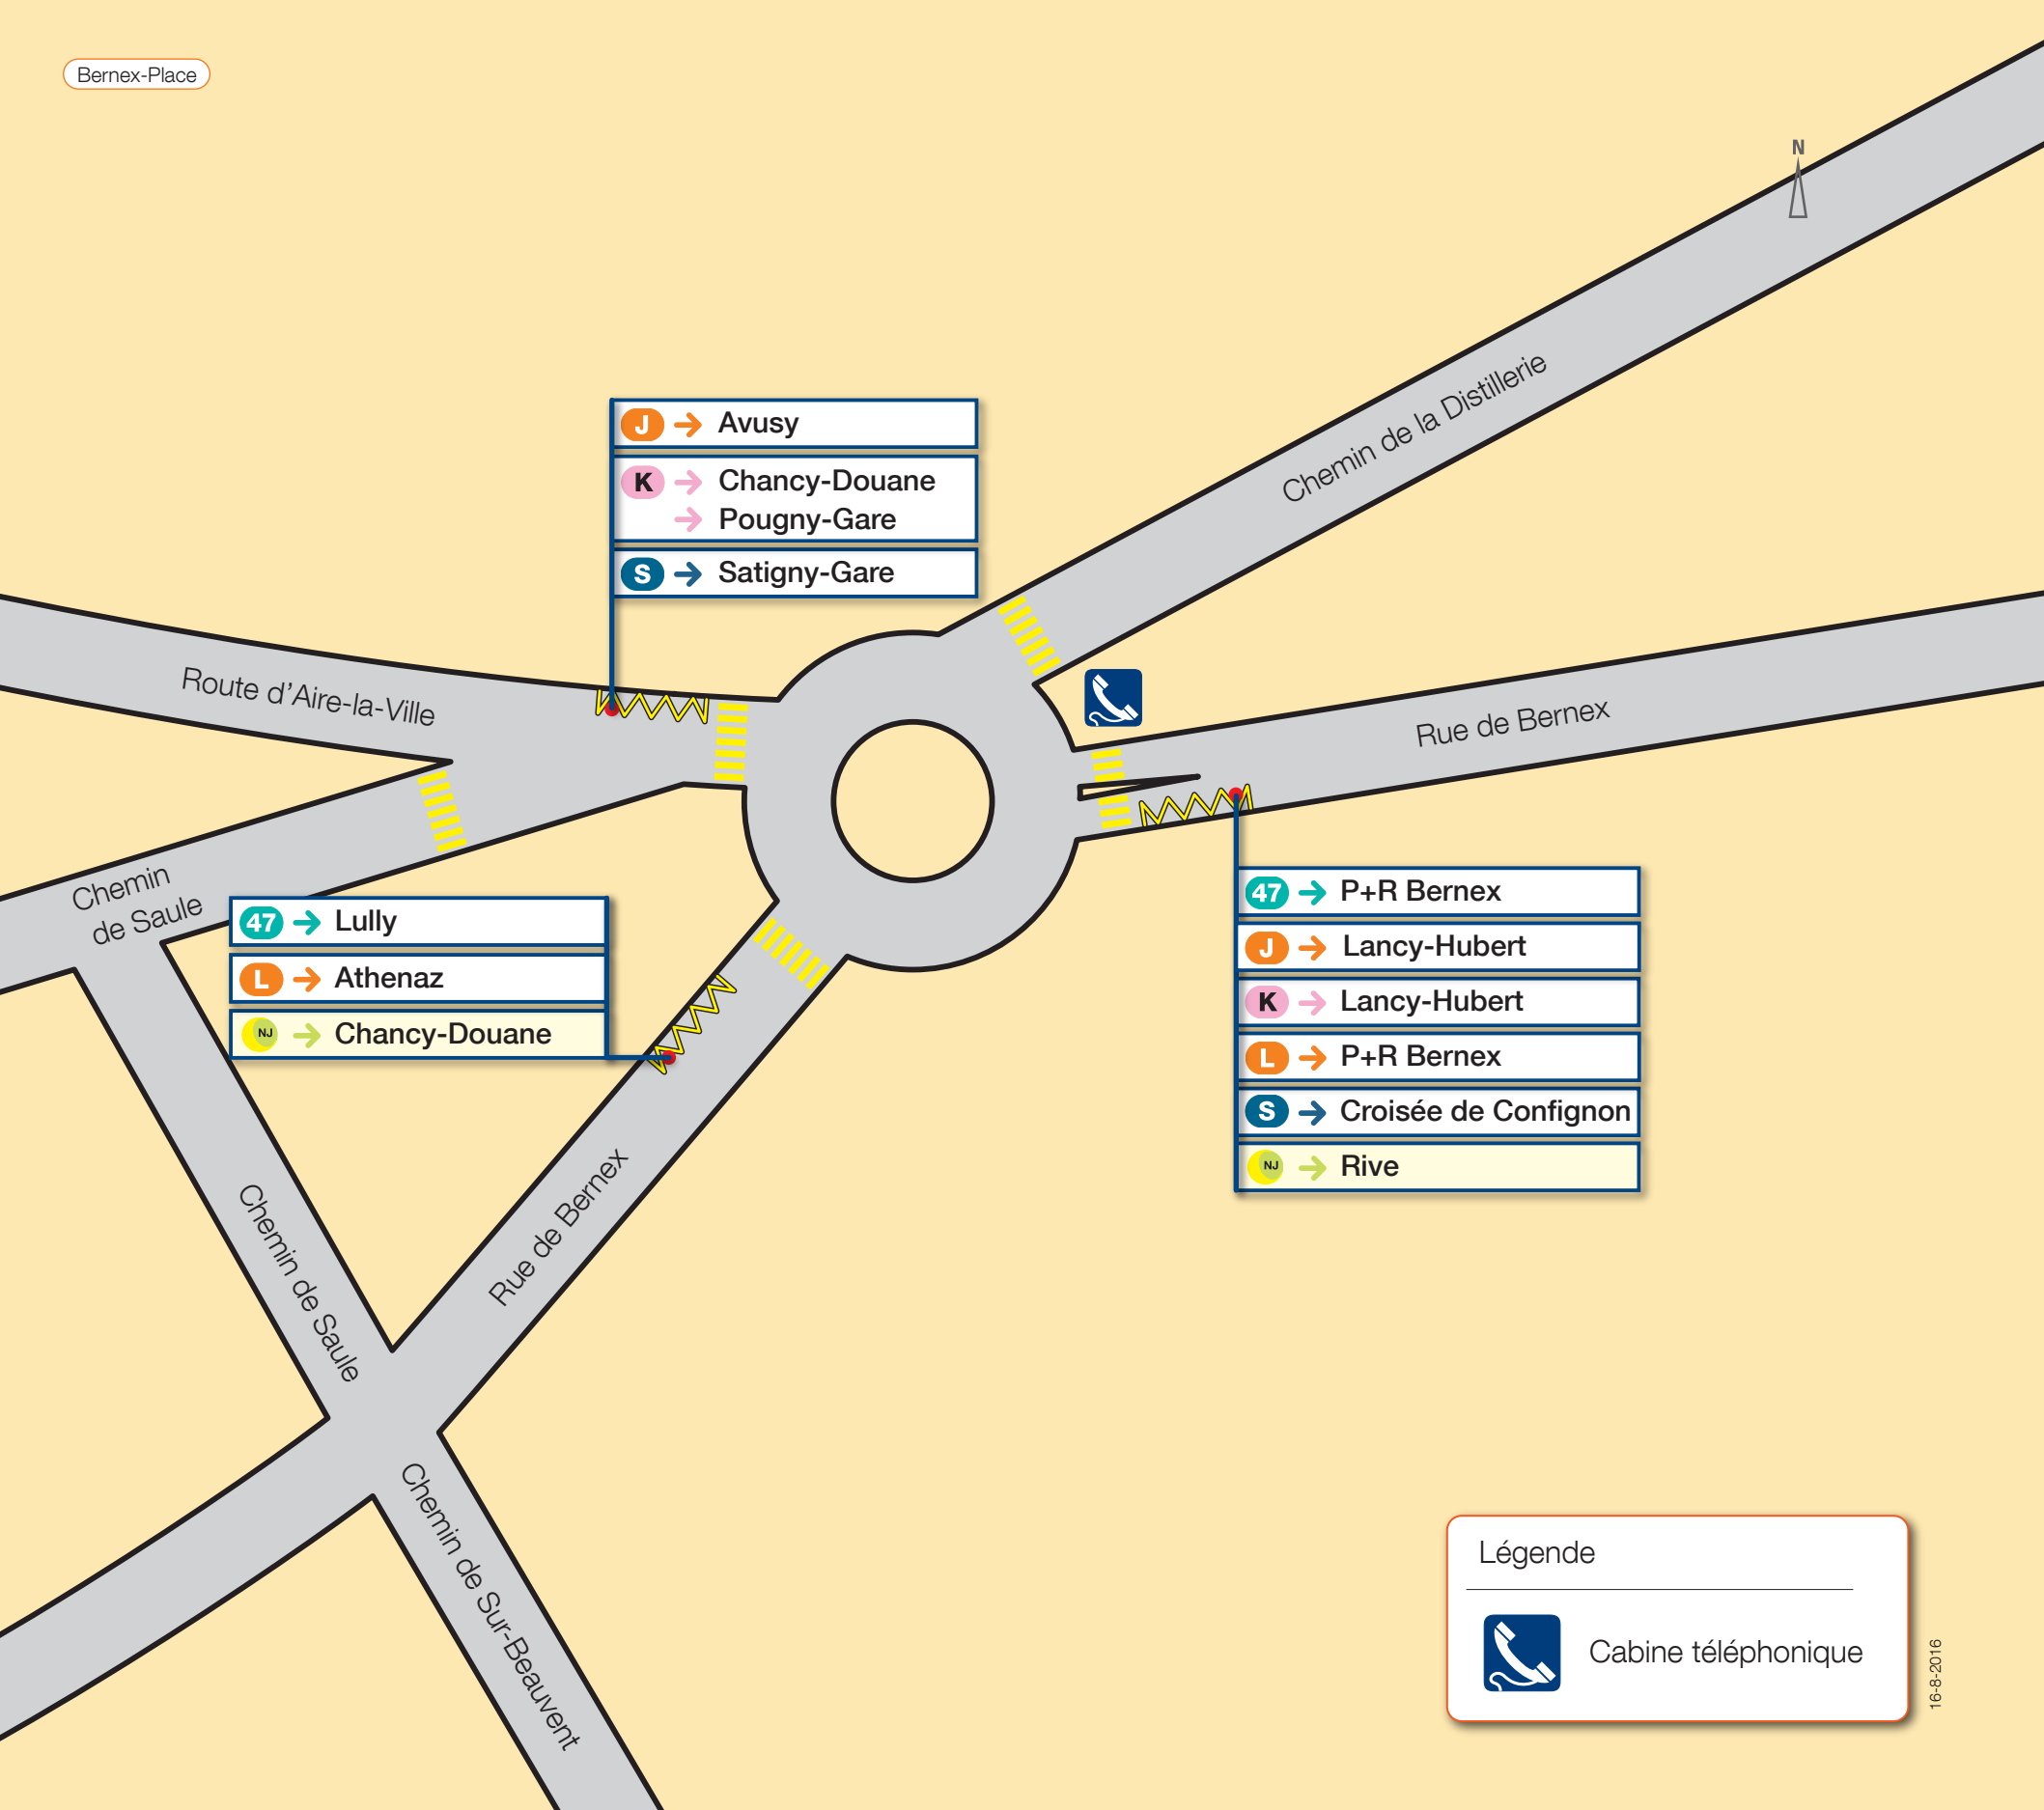 Bernex-Place
N
Chemin de la Distillerie
J Avusy
K Chancy-Douane
Pougny-Gare
S Satigny-Gare
Route d'Aire-la-Ville
Rue de Bernex
Chemin
de Saule
47 Lully
L Athenaz
NJ Chancy-Douane
47 P+R Bernex
J Lancy-Hubert
K Lancy-Hubert
L P+R Bernex
S Croisée de Confignon
NJ Rive
Chemin de Saule
Rue de Bernex
Chemin de Sur-Beauvent
Légende
Cabine téléphonique
16-8-2016